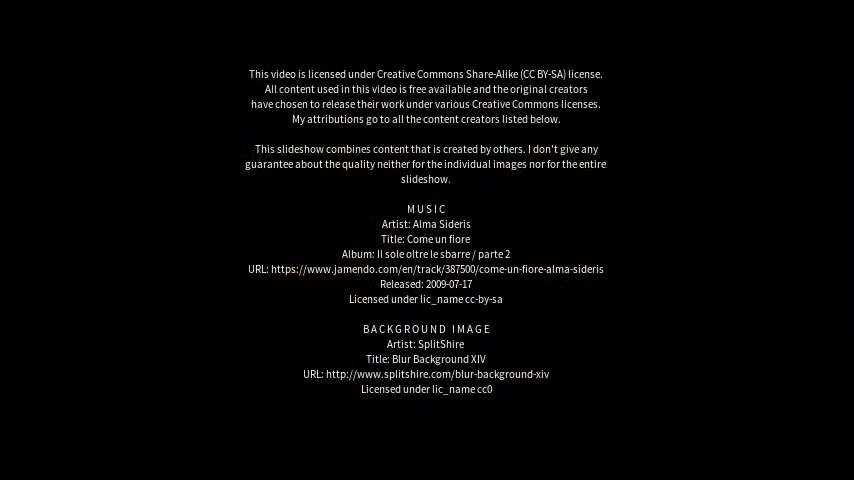 This video is licensed under Creative Commons Share-Alike (CC BY-SA) license.
All content used in this video is free available and the original creators
have chosen to release their work under various Creative Commons licenses.
My attributions go to all the content creators listed below.
This slideshow combines content that is created by others. I don't give any
guarantee about the quality neither for the individual images nor for the entire
slideshow.
MUSIC
Artist: Alma Sideris
Title: Come un fiore
Album: Il sole oltre le sbarre / parte 2
URL: https://www.jamendo.com/en/track/387500/come-un-fiore-alma-sideris
Released: 2009-07-17
Licensed under lic_name cc-by-sa
BACKGROUND IMAGE
Artist: SplitShire
Title: Blur Background XIV
URL: http://www.splitshire.com/blur-background-xiv
Licensed under lic_name cc0